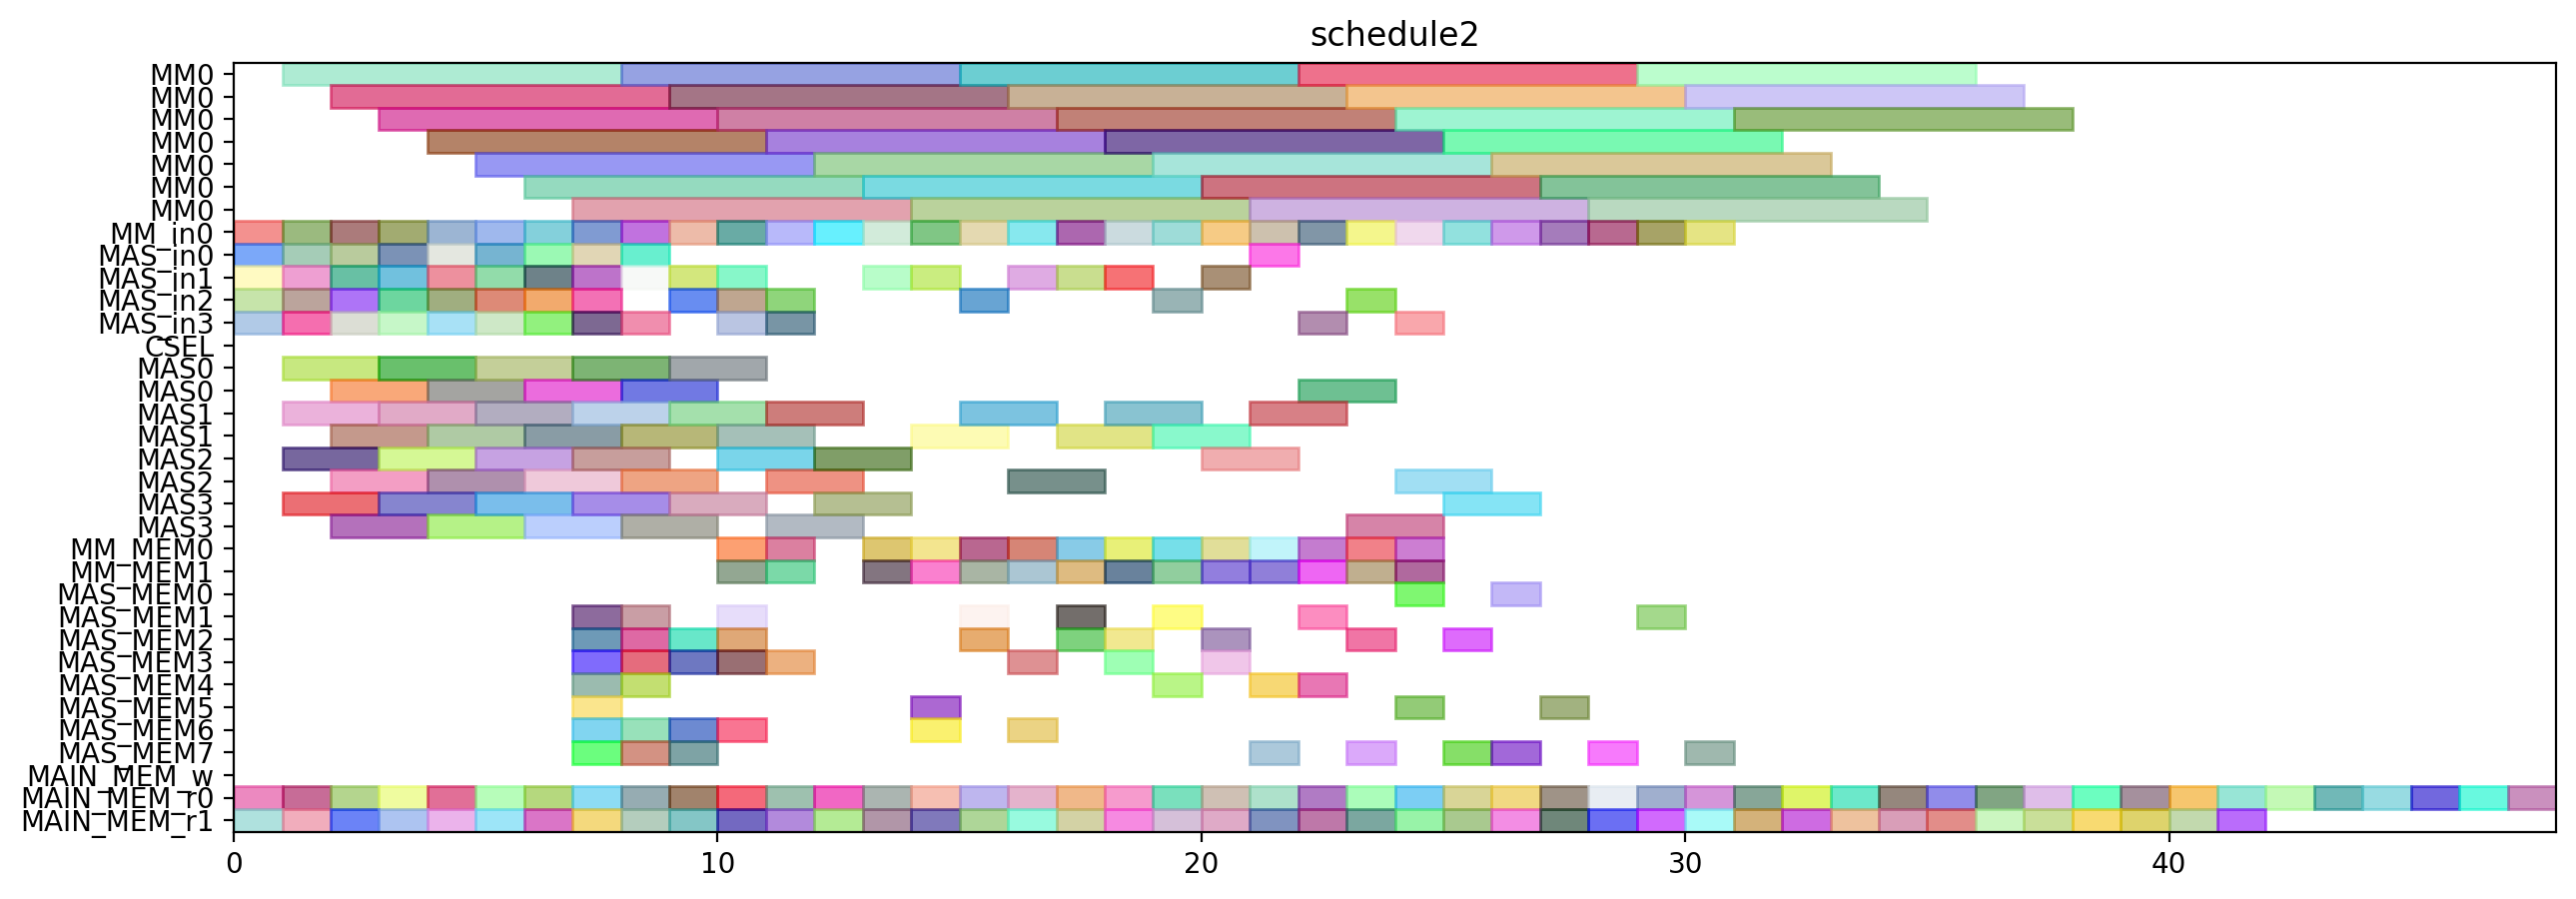 schedule2
MM0
MM0
MM0
MM0
MM0
MM0
MM0
MM_in0
MAS_in0
MAS_in1
MAS_in2
MAS_in3
CSEL
MAS0
MAS0
MAS1
MAS1
MAS2
MAS2
MAS3
MAS3
MM_MEM0
MM_MEM1
MAS_MEM0
MAS_MEM1
MAS_MEM2
MAS_MEM3
MAS_MEM4
MAS_MEM5
MAS_MEM6
MAS_MEM7
MAIN_MEM_w
MAIN_MEM_r0
MAIN_MEM_r1
0 10 20 30 40